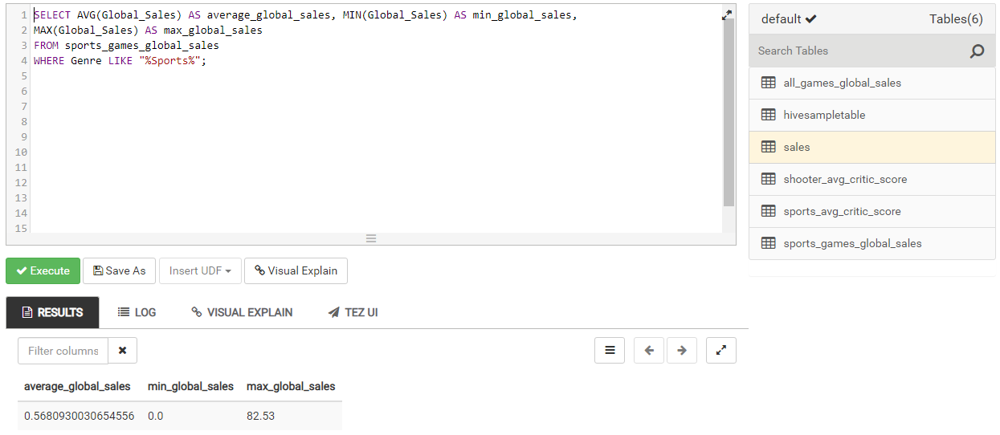 1 SELECT AVG(Global_Sales) AS average_global_sales, MIN(Global_Sales) AS min_global_sales,
2 MAX(Global_Sales) AS max_global_sales
3 FROM sports_games_global_sales
4 WHERE Genre LIKE "%Sports%";
5
6
7
8
9
10
11
12
13
14
15
Execute Save As Insert UDF Visual Explain
RESULTS LOG VISUAL EXPLAIN TEZ UI
Filter columns
average_global_sales min_global_sales max_global_sales
0.5680930030654556 0.0 82.53
default Tables(6)
Search Tables
all_games_global_sales
hivesampletable
sales
shooter_avg_critic_score
sports_avg_critic_score
sports_games_global_sales